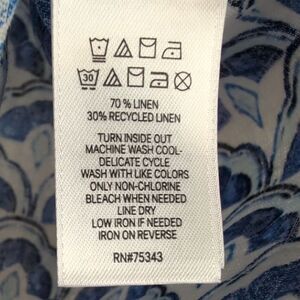 30
70% LINEN
30% RECYCLED LINEN
TURN INSIDE OUT
MACHINE WASH COOL-
DELICATE CYCLE
WASH WITH LIKE COLORS
ONLY NON-CHLORINE
BLEACH WHEN NEEDED
LINE DRY
LOW IRON IF NEEDED
IRON ON REVERSE
RN#75343